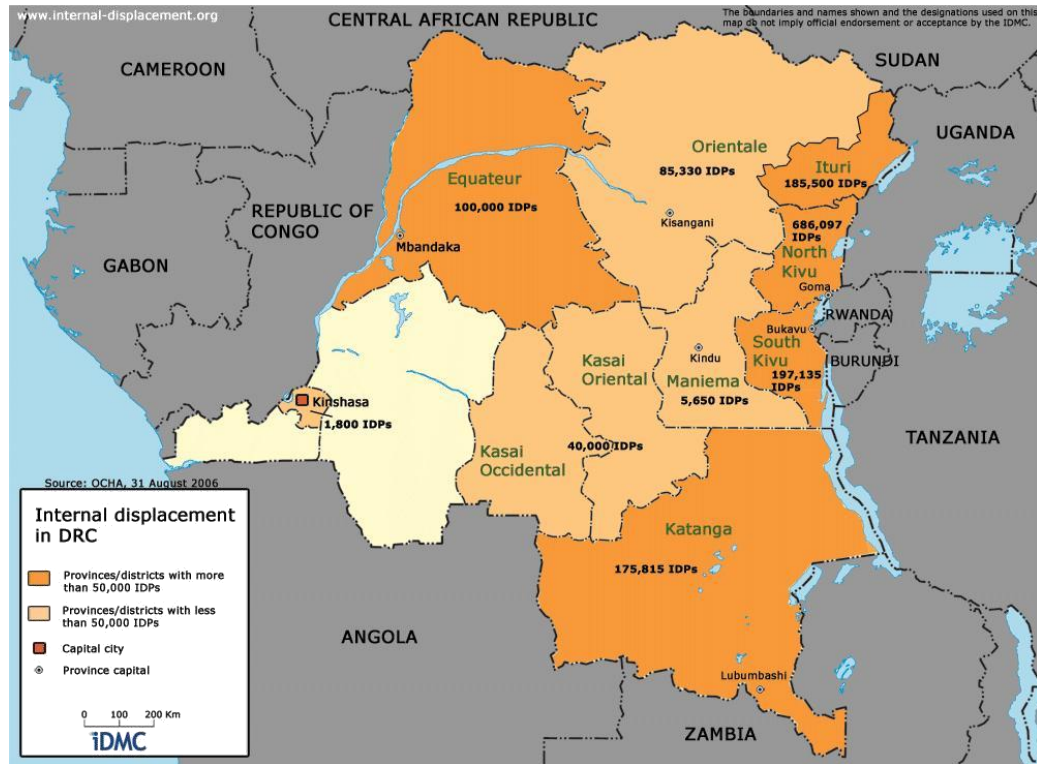 www.internal-displacement.org
The boundaries and names shown and the designations used on this
map do not imply official endorsement or acceptance by the IDMC.
CENTRAL AFRICAN REPUBLIC
CAMEROON
SUDAN
UGANDA
Orientale
85,330 IDPs
Ituri
185,500 IDPs
Equateur
100,000 IDPs
REPUBLIC OF
CONGO
Kisangani
686,097
IDPs
North
Kivu
Mbandaka
GABON
Goma
RWANDA
Bukavu
South
Kivu
197,135
IDPs
BURUNDI
Kindu
Maniema
5,650 IDPs
Kasai
Oriental
Kinshasa
1,800 IDPs
TANZANIA
40,000 IDPs
Kasai
Occidental
Source: OCHA, 31 August 2006
Internal displacement
in DRC
Provinces/districts with more
than 50,000 IDPs
Provinces/districts with less
than 50,000 IDPs
Capital city
Province capital
0 100 200 Km
iDMC
Katanga
175,815 IDPs
ANGOLA
Lubumbashi
ZAMBIA